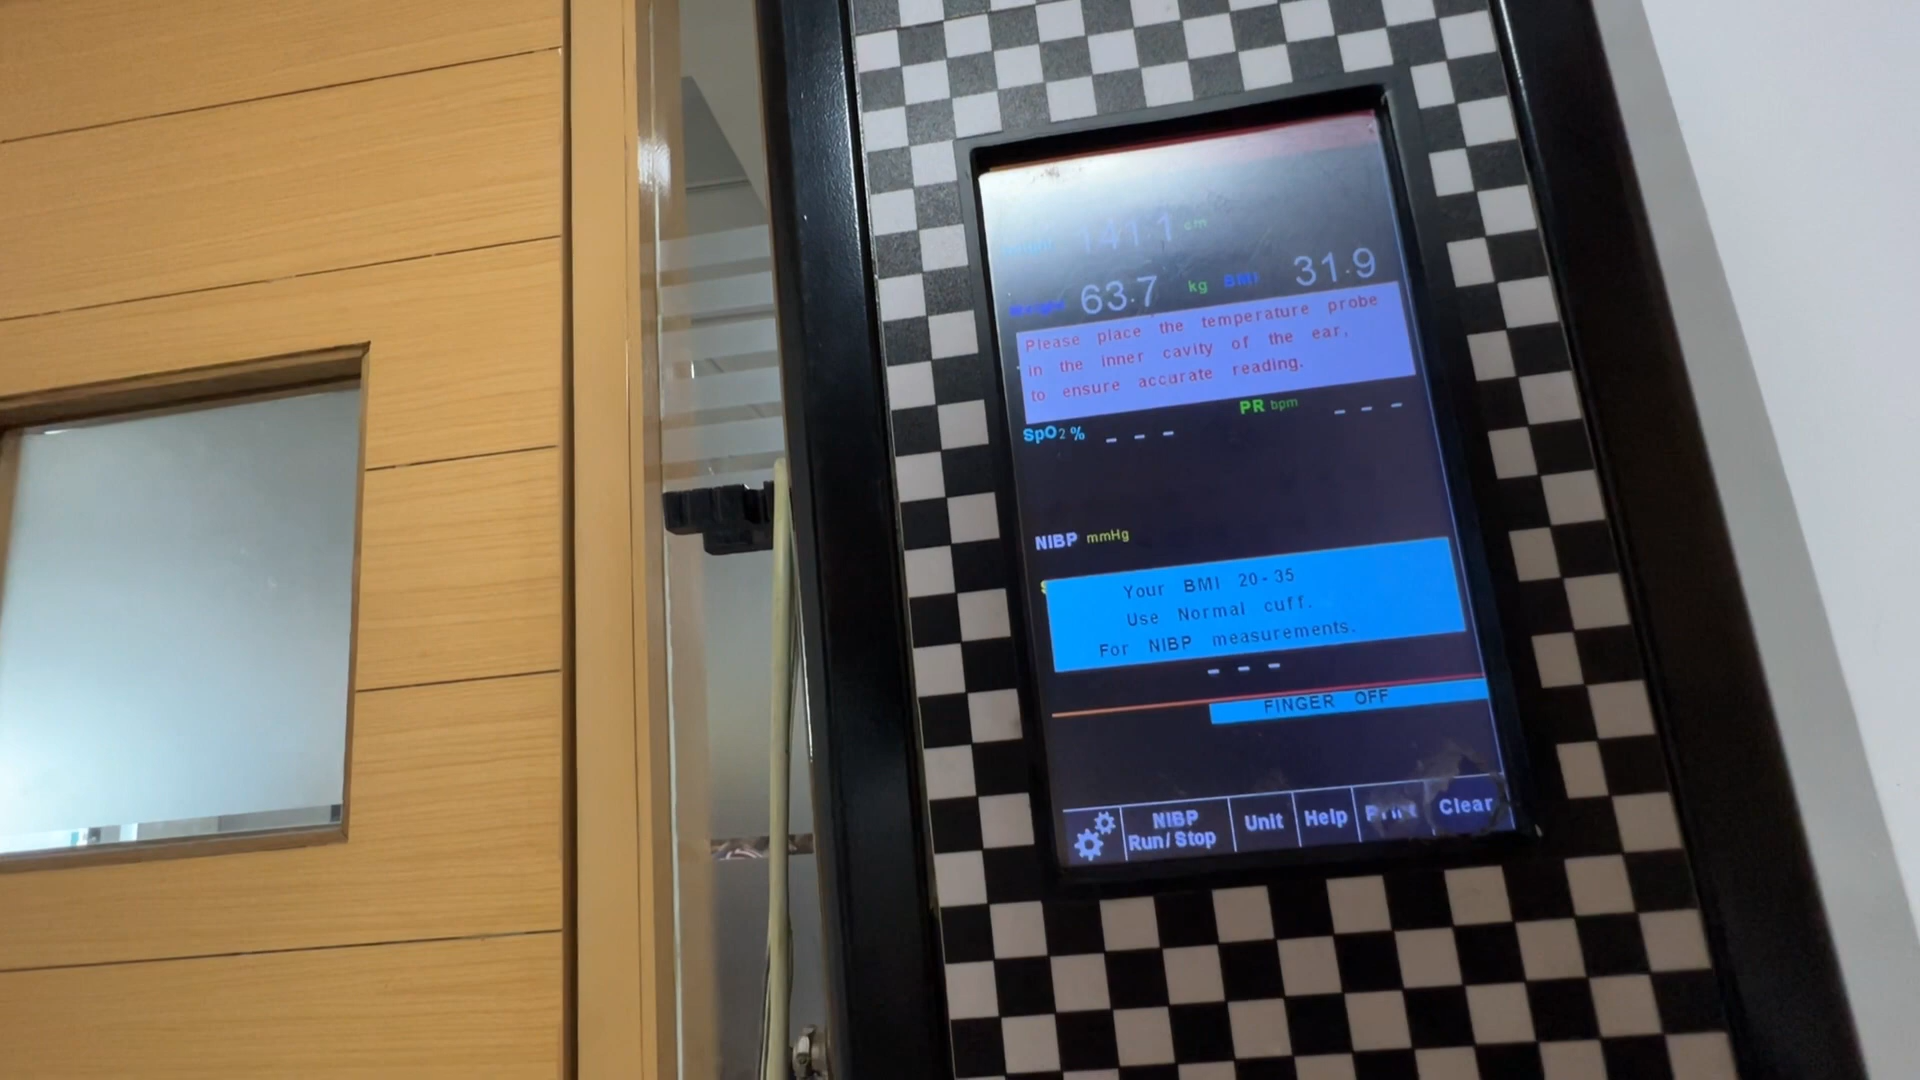 141.1 cm
63.7 kg BMI 31.9
Please place the temperature probe
in the inner cavity of the ear,
to ensure accurate reading.
PR bpm - - -
SpO2 % - - -
NIBP mmHg
Your BMI 20-35
Use Normal cuff.
For NIBP measurements.
- - -
FINGER OFF
NIBP
Run/Stop Unit Help Print Clear